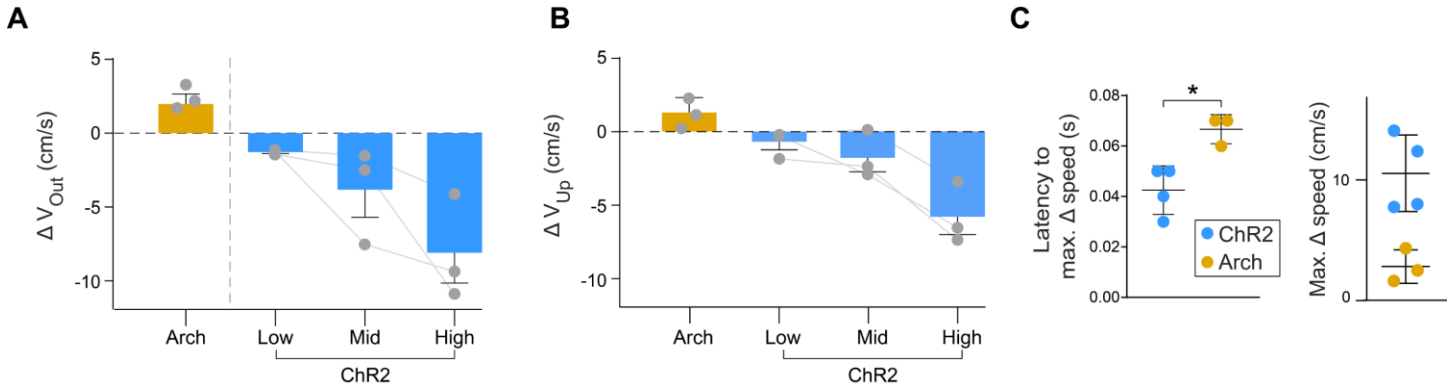 A
Δ V_Out (cm/s)
5
0
-5
-10
Arch
Low
Mid
High
ChR2
B
Δ V_Up (cm/s)
5
0
-5
-10
Arch
Low
Mid
High
ChR2
C
Latency to
max. Δ speed (s)
0.08
0.06
0.04
0.02
0.00
*
ChR2
Arch
Max. Δ speed (cm/s)
10
0